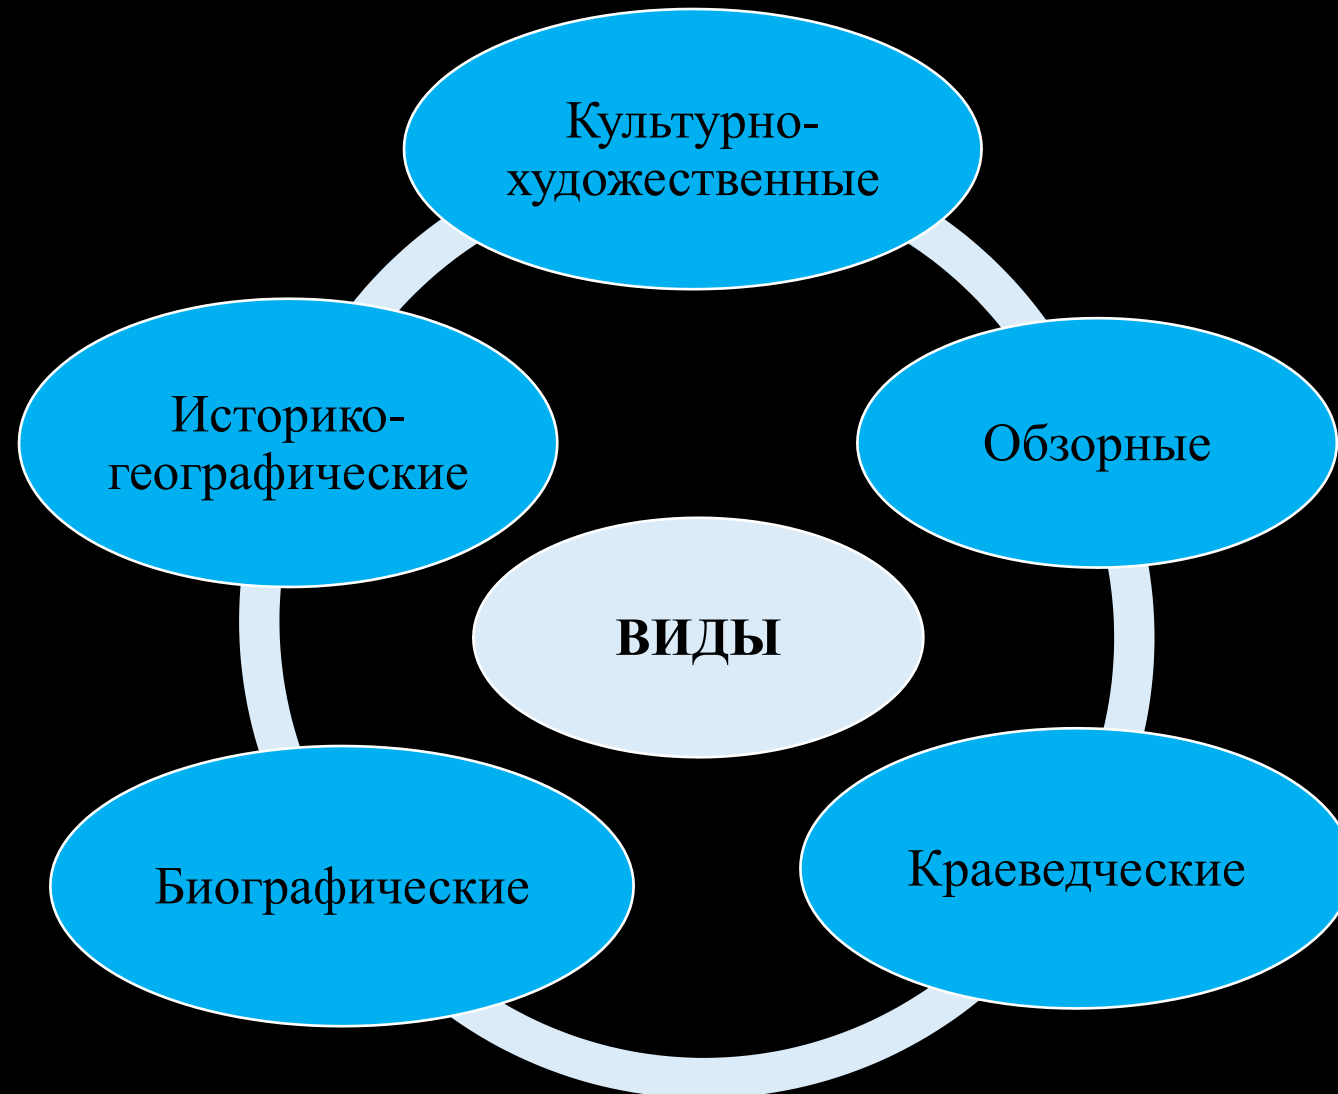 Культурно-
художественные
Историко-
географические
Обзорные
ВИДЫ
Биографические
Краеведческие